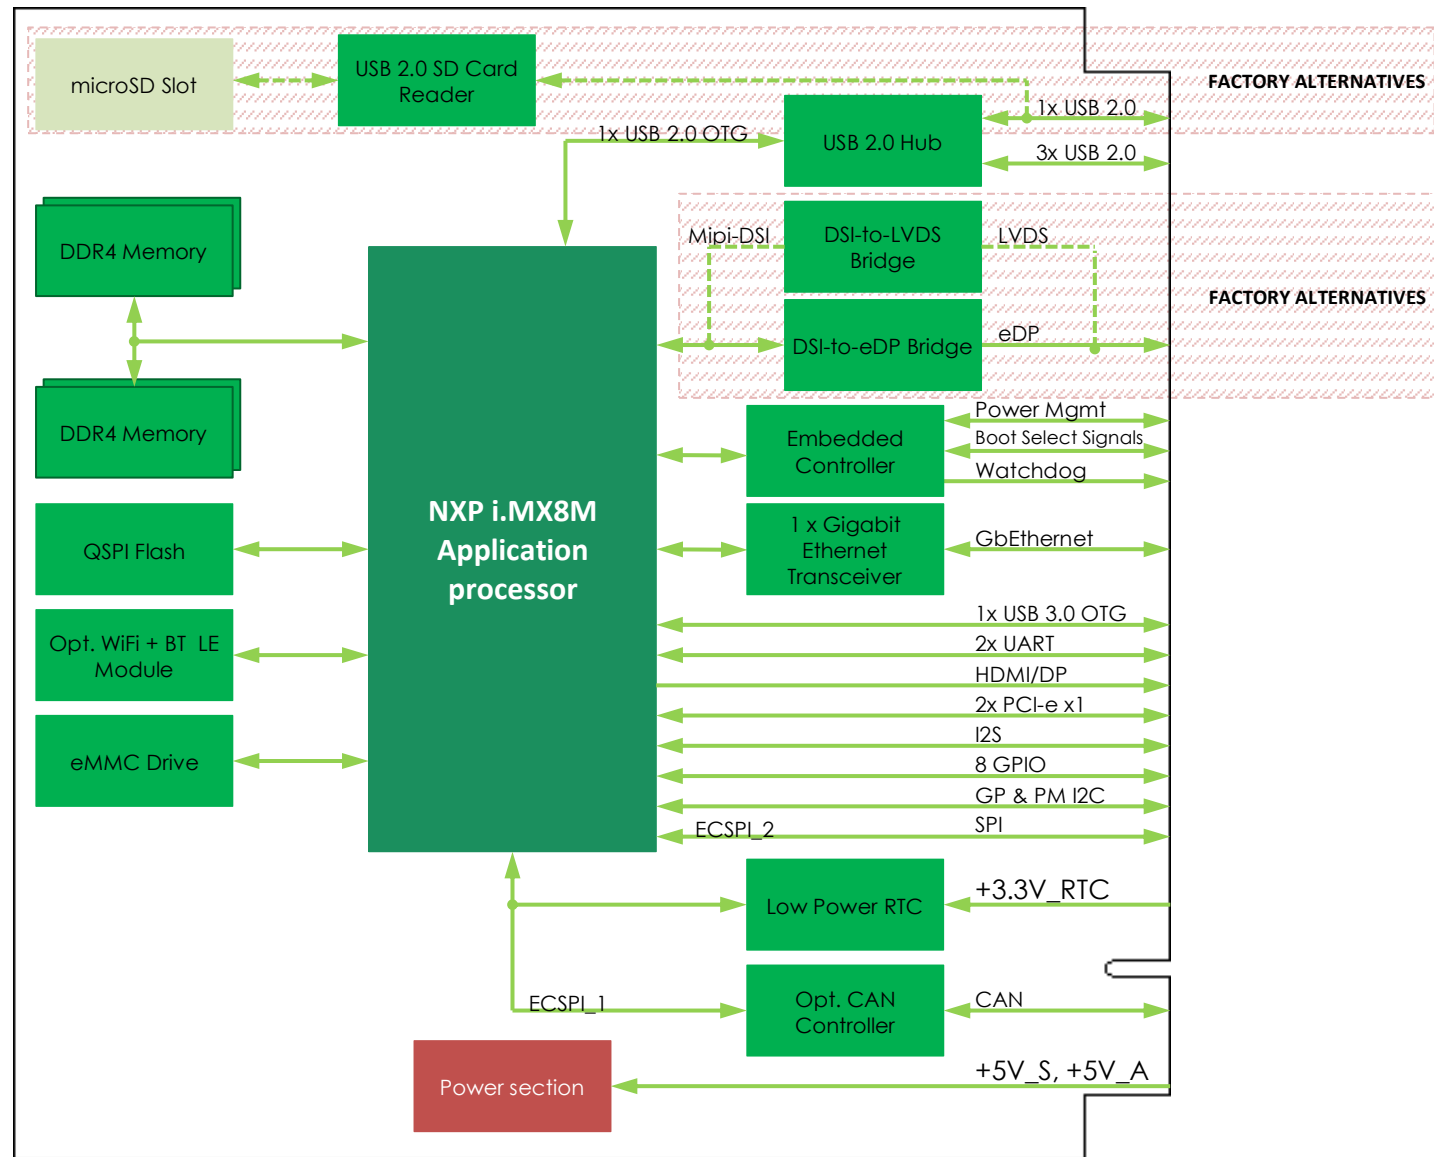 microSD Slot
USB 2.0 SD Card
Reader
FACTORY ALTERNATIVES
1x USB 2.0
1x USB 2.0 OTG
USB 2.0 Hub
3x USB 2.0
DDR4 Memory
Mipi-DSI
DSI-to-LVDS
Bridge
LVDS
FACTORY ALTERNATIVES
DSI-to-eDP Bridge
eDP
DDR4 Memory
Embedded
Controller
Power Mgmt
Boot Select Signals
Watchdog
NXP i.MX8M
Application
processor
QSPI Flash
1 x Gigabit
Ethernet
Transceiver
GbEthernet
Opt. WiFi + BT LE
Module
1x USB 3.0 OTG
2x UART
HDMI/DP
2x PCI-e x1
eMMC Drive
I2S
8 GPIO
GP & PM I2C
ECSPI_2
SPI
Low Power RTC
+3.3V_RTC
ECSPI_1
Opt. CAN
Controller
CAN
Power section
+5V_S, +5V_A